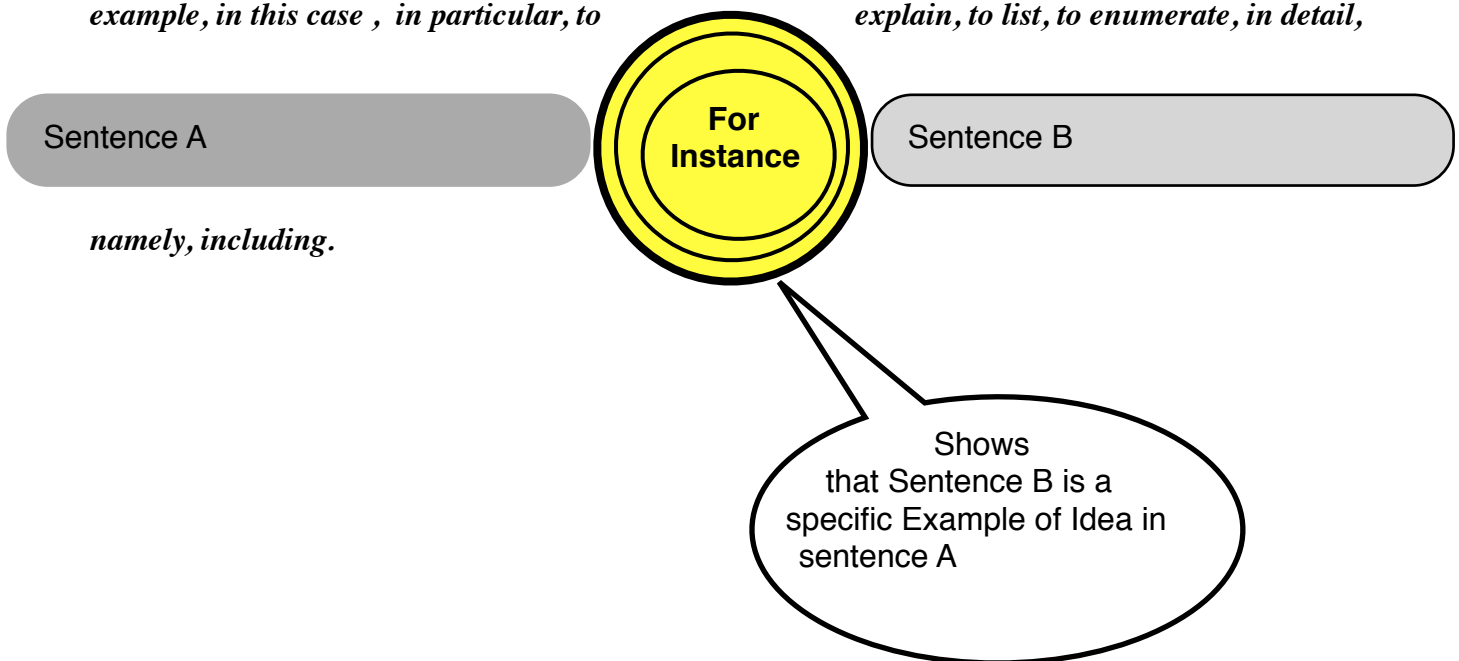 example, in this case , in particular, to explain, to list, to enumerate, in detail,
Sentence A
For
Instance
Sentence B
namely, including.
Shows
that Sentence B is a
specific Example of Idea in
sentence A